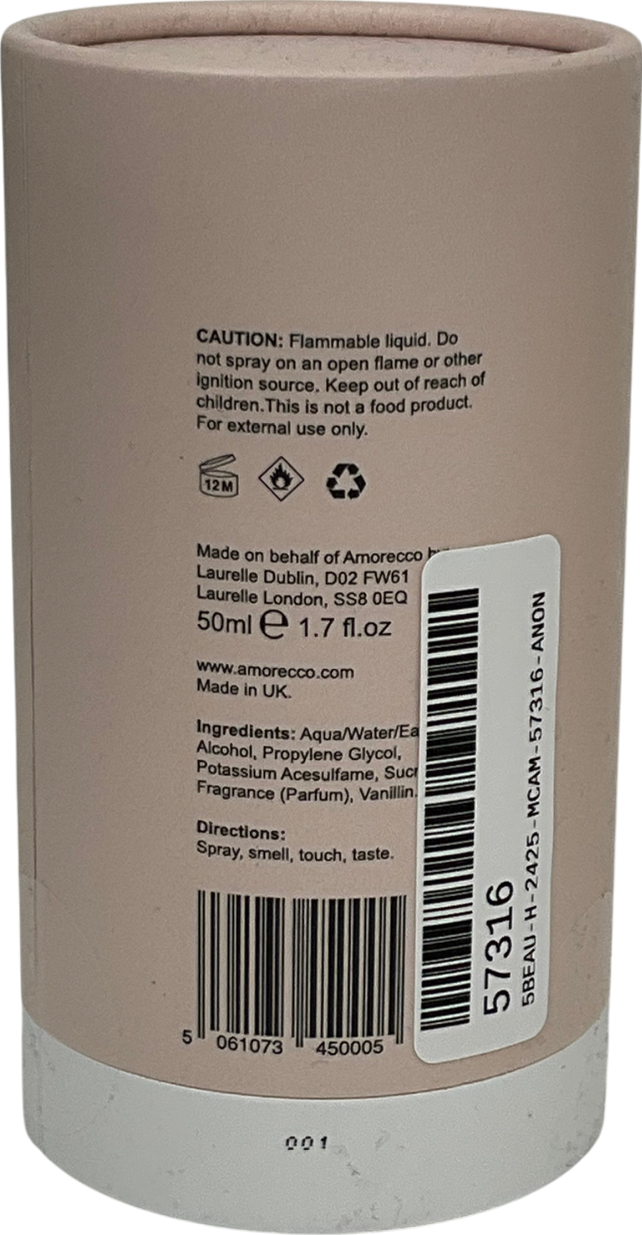 CAUTION: Flammable liquid. Do
not spray on an open flame or other
ignition source. Keep out of reach of
children.This is not a food product.
For external use only.
12M
Made on behalf of Amorecco
Laurelle Dublin, D02 FW61
Laurelle London, SS8 0EQ
50ml ℮ 1.7 fl.oz
www.amorecco.com
Made in UK.
Ingredients: Aqua/Water/Ea
Alcohol, Propylene Glycol,
Potassium Acesulfame, Sucr
Fragrance (Parfum), Vanillin.
Directions:
Spray, smell, touch, taste.
5 061073 450005
57316
5BEAU-H-2425-MCAM-57316-ANON
001